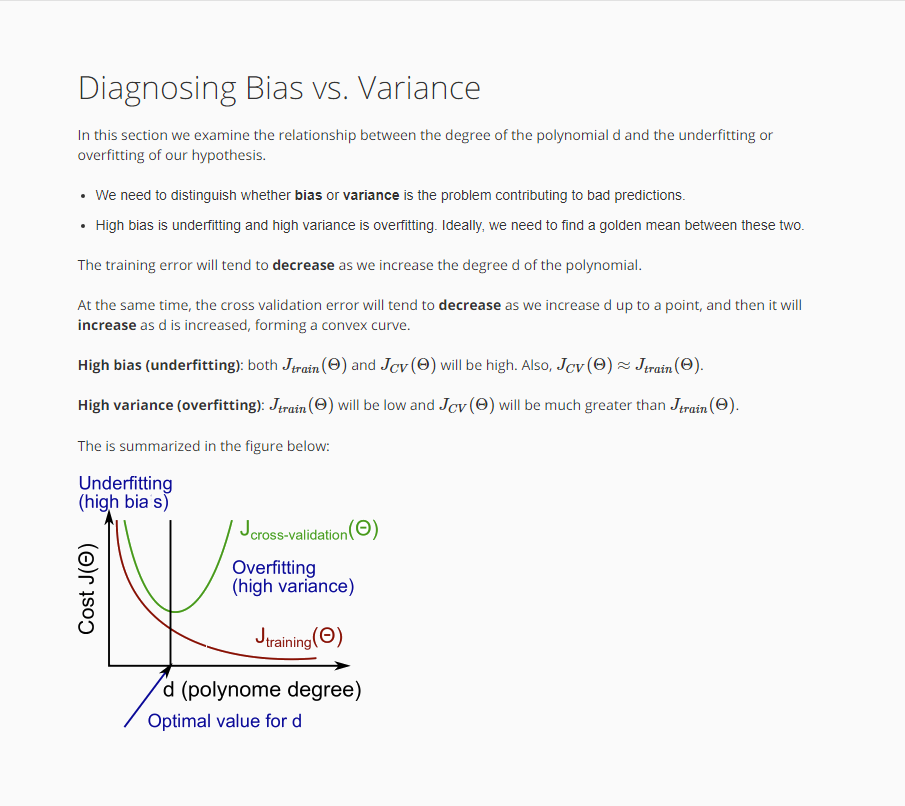 Diagnosing Bias vs. Variance
In this section we examine the relationship between the degree of the polynomial d and the underfitting or
overfitting of our hypothesis.
• We need to distinguish whether bias or variance is the problem contributing to bad predictions.
• High bias is underfitting and high variance is overfitting. Ideally, we need to find a golden mean between these two.
The training error will tend to decrease as we increase the degree d of the polynomial.
At the same time, the cross validation error will tend to decrease as we increase d up to a point, and then it will
increase as d is increased, forming a convex curve.
High bias (underfitting): both J_train(Θ) and J_CV(Θ) will be high. Also, J_CV(Θ) ≈ J_train(Θ).
High variance (overfitting): J_train(Θ) will be low and J_CV(Θ) will be much greater than J_train(Θ).
The is summarized in the figure below:
Underfitting
(high bia s)
J_cross-validation(Θ)
Overfitting
(high variance)
Cost J(Θ)
J_training(Θ)
d (polynome degree)
Optimal value for d